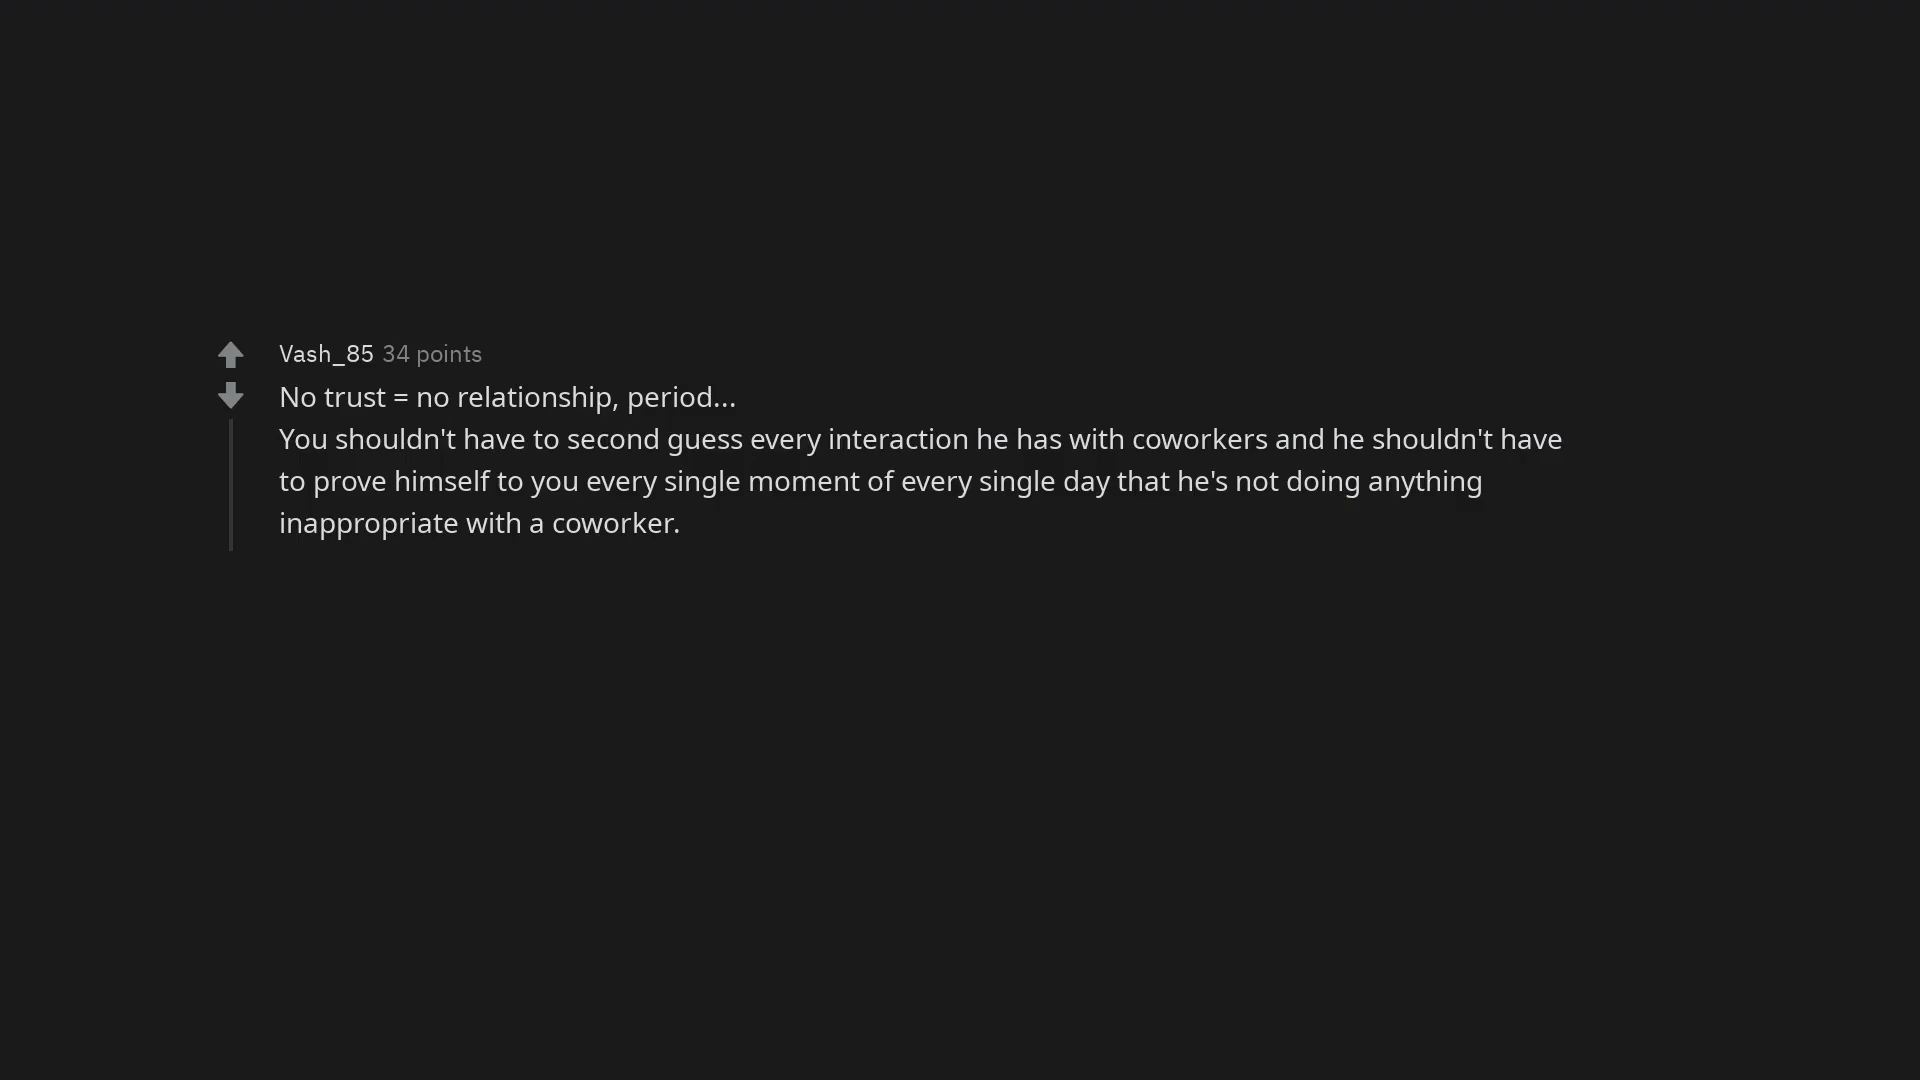 Vash_85 34 points
No trust = no relationship, period...
You shouldn't have to second guess every interaction he has with coworkers and he shouldn't have
to prove himself to you every single moment of every single day that he's not doing anything
inappropriate with a coworker.